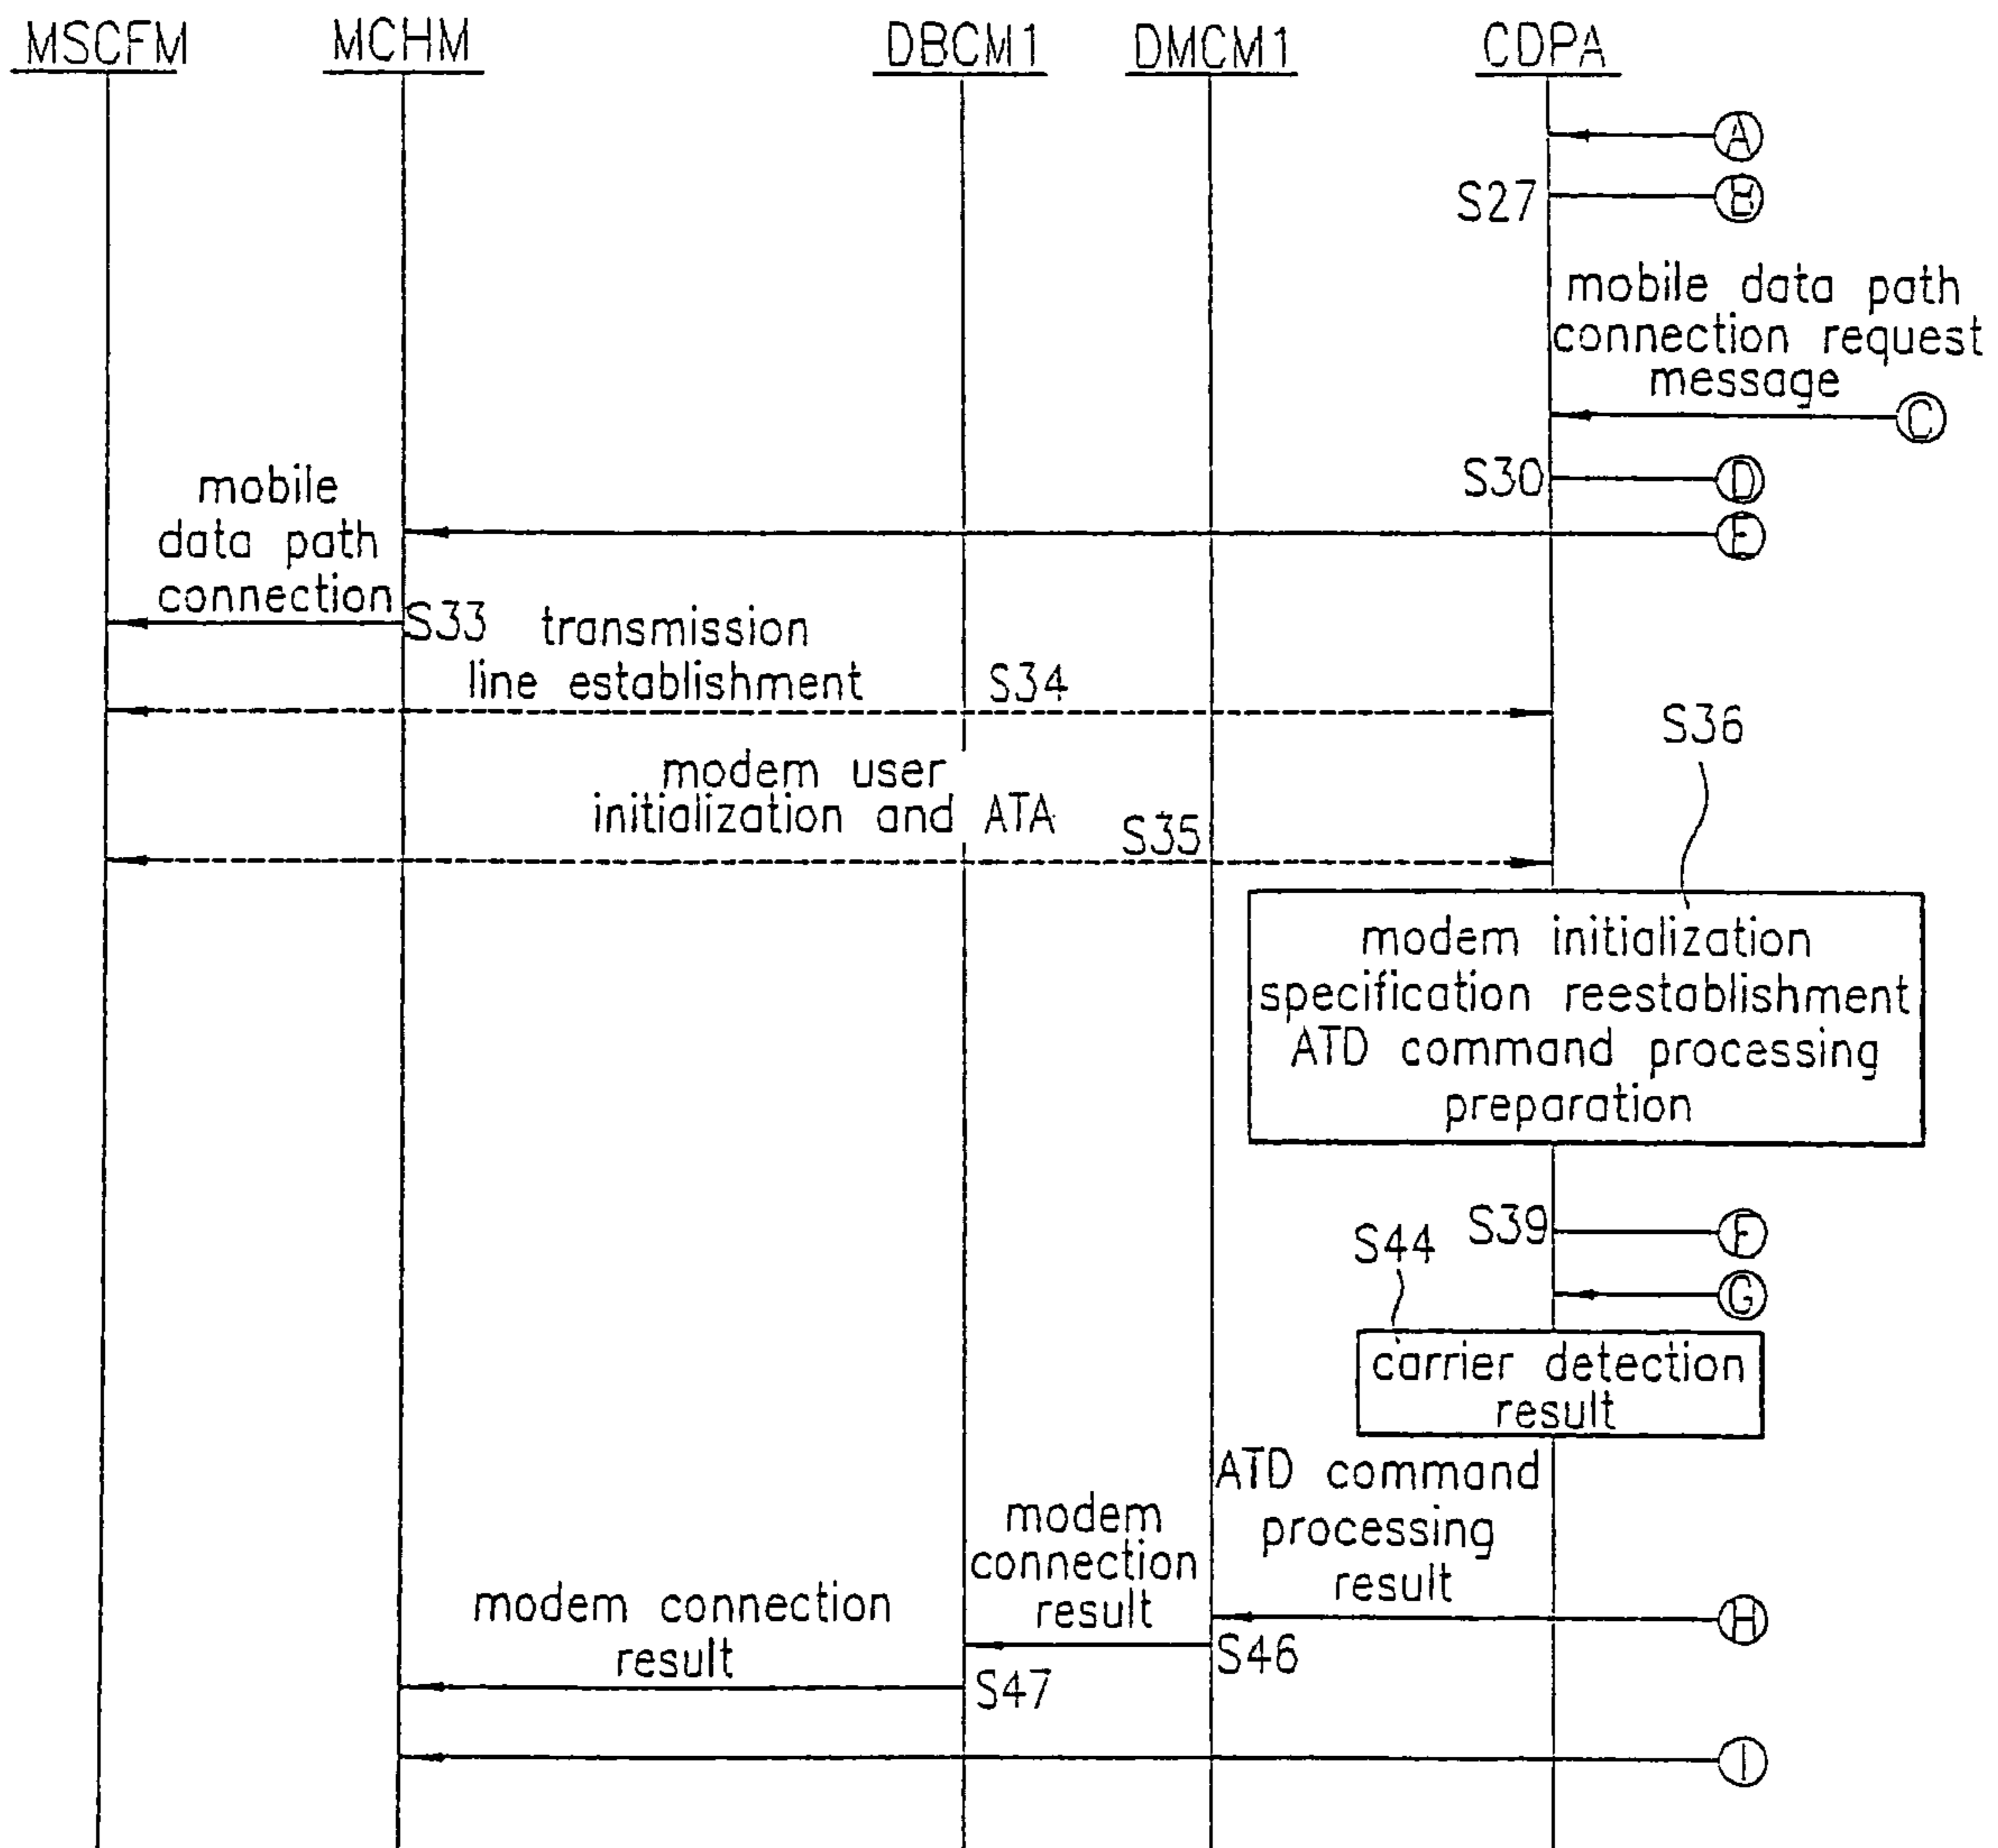 MSCFM MCHM DBCM1 DMCM1 CDPA
A
S27 B
mobile data path
connection request
message
C
S30 D
E
mobile
data path
connection
S33
transmission
line establishment
S34
S36
modem user
initialization and ATA
S35
modem initialization
specification reestablishment
ATD command processing
preparation
S39 F
S44
G
carrier detection
result
ATD command
processing
result
H
modem
connection
result
S46
modem connection
result
S47
I